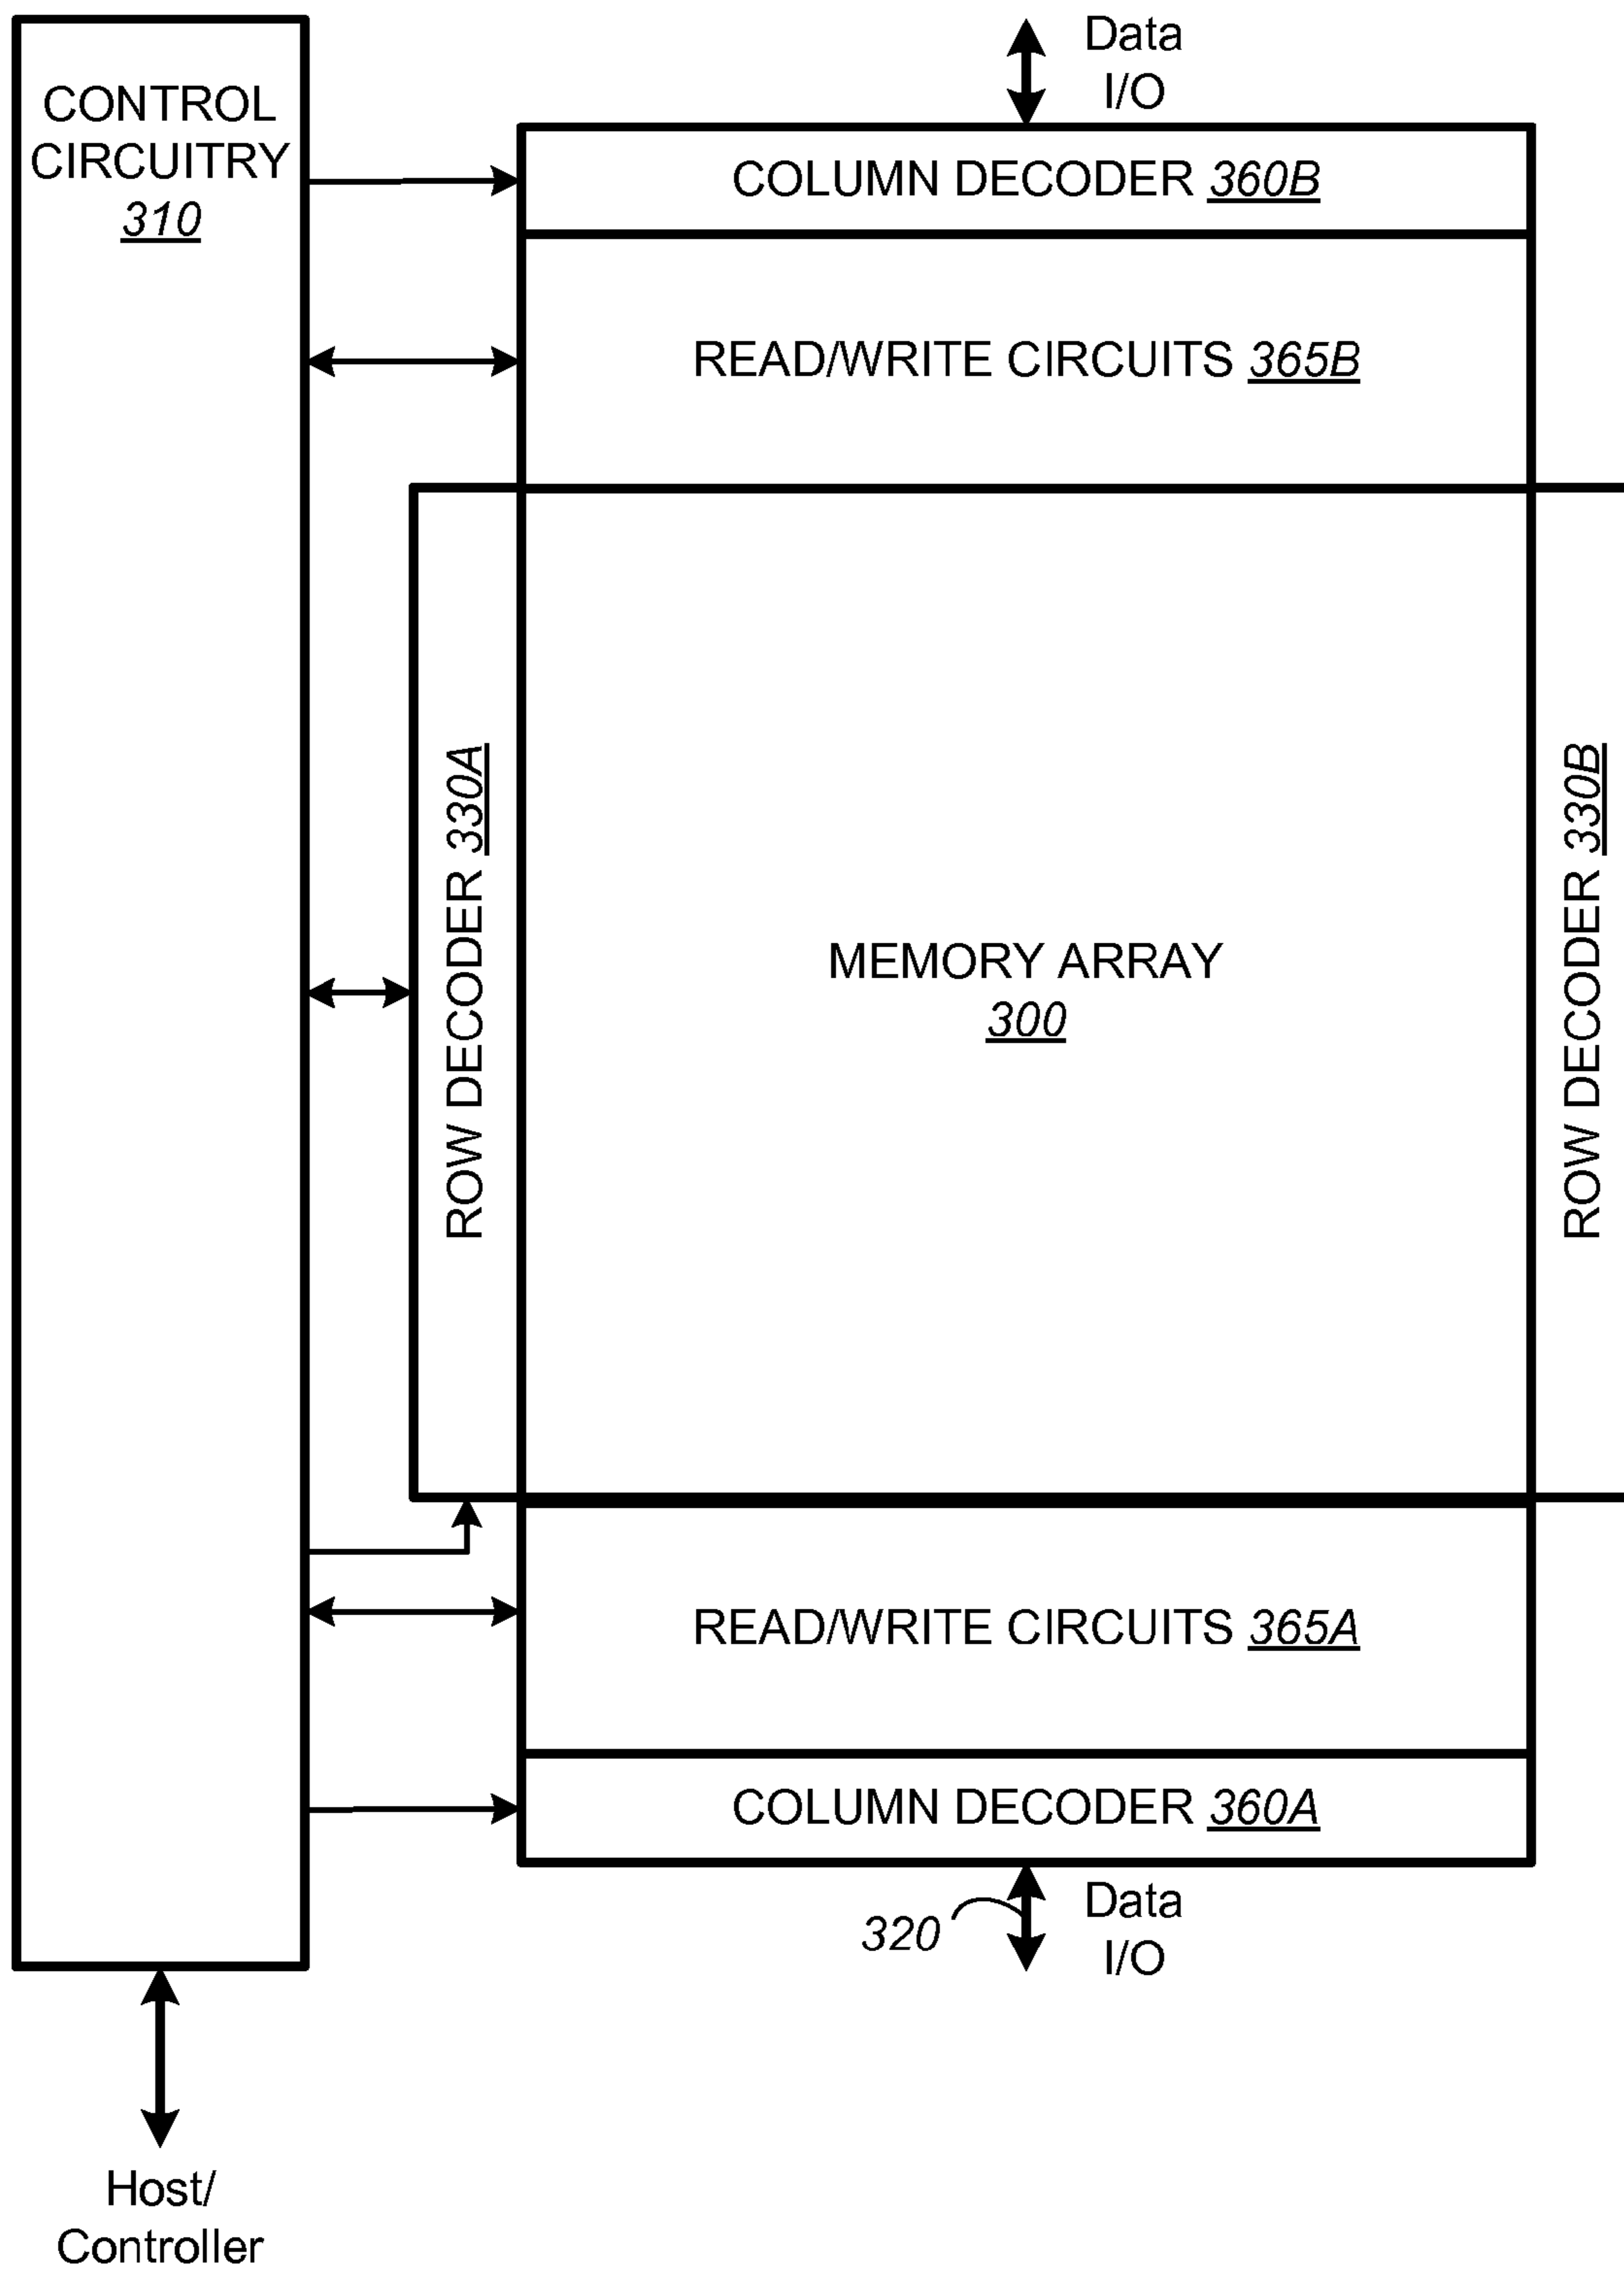 CONTROL
CIRCUITRY
310
Data
I/O
COLUMN DECODER 360B
READ/WRITE CIRCUITS 365B
ROW DECODER 330A
MEMORY ARRAY
300
ROW DECODER 330B
READ/WRITE CIRCUITS 365A
COLUMN DECODER 360A
320
Data
I/O
Host/
Controller